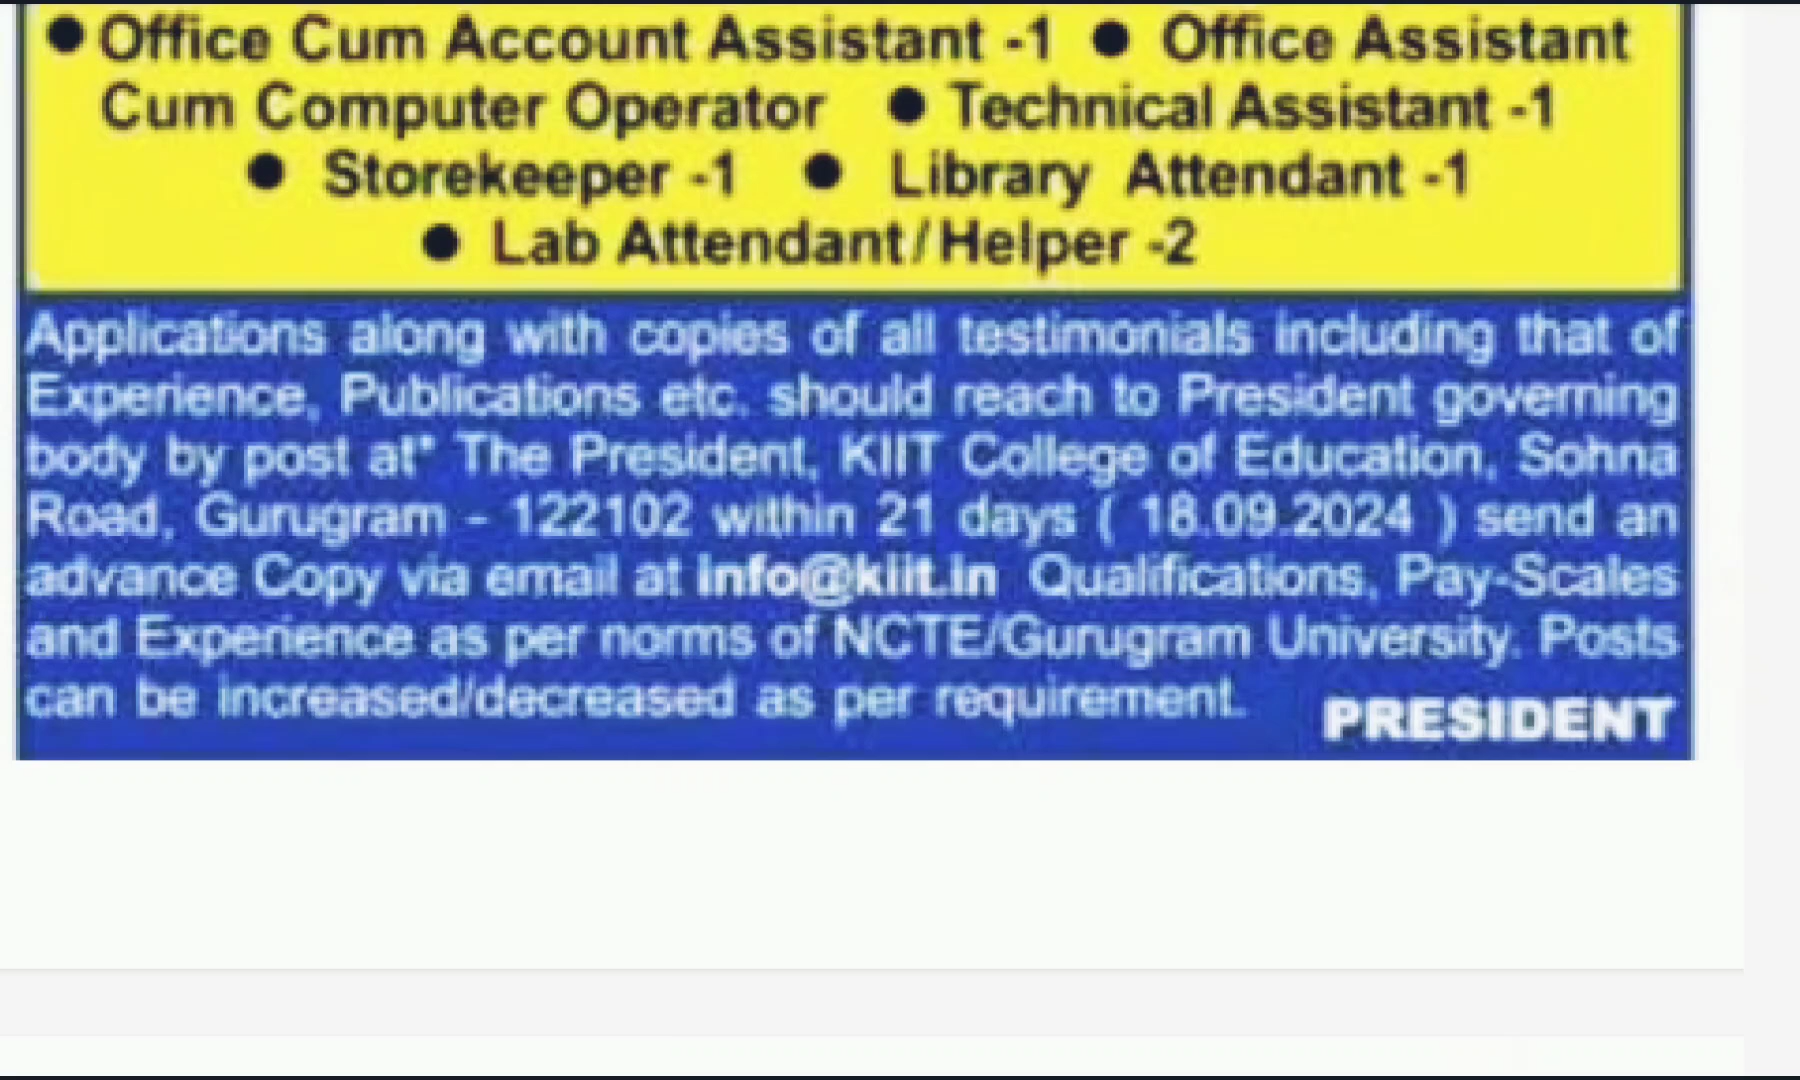 ● Office Cum Account Assistant -1 ● Office Assistant
Cum Computer Operator ● Technical Assistant -1
● Storekeeper -1 ● Library Attendant -1
● Lab Attendant/Helper -2
Applications along with copies of all testimonials including that of
Experience, Publications etc. should reach to President governing
body by post at" The President, KIIT College of Education, Sohna
Road, Gurugram - 122102 within 21 days ( 18.09.2024 ) send an
advance Copy via email at info@kiit.in Qualifications, Pay-Scales
and Experience as per norms of NCTE/Gurugram University. Posts
can be increased/decreased as per requirement.
PRESIDENT